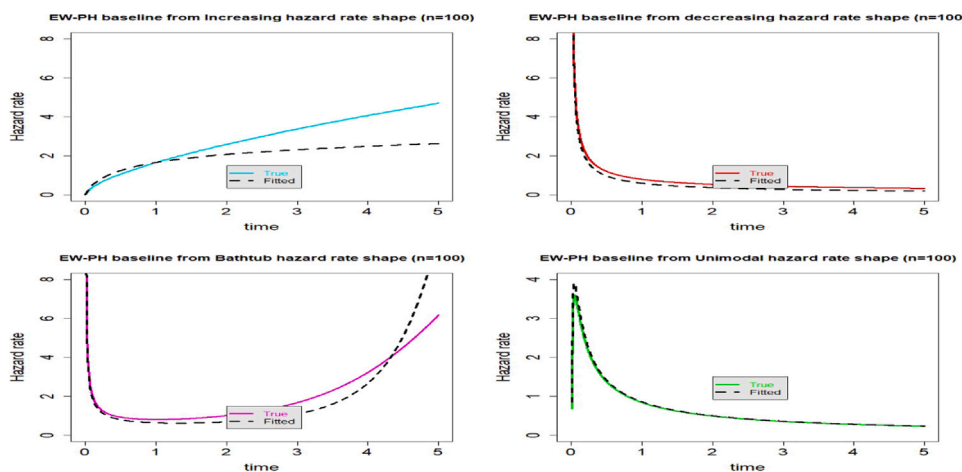 EW-PH baseline from Increasing hazard rate shape (n=100)
Hazard rate
8
6
4
2
0
True
Fitted
0 1 2 3 4 5
time
EW-PH baseline from deccreasing hazard rate shape (n=100
Hazard rate
8
6
4
2
0
True
Fitted
0 1 2 3 4 5
time
EW-PH baseline from Bathtub hazard rate shape (n=100)
Hazard rate
8
6
4
2
0
True
Fitted
0 1 2 3 4 5
time
EW-PH baseline from Unimodal hazard rate shape (n=100)
Hazard rate
4
3
2
1
0
True
Fitted
0 1 2 3 4 5
time